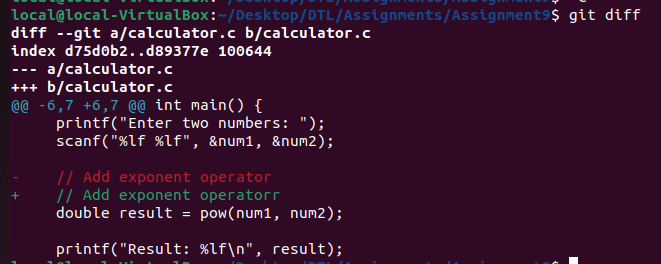 local@local-VirtualBox:~/Desktop/DTL/Assignments/Assignment9$ git diff
diff --git a/calculator.c b/calculator.c
index d75d0b2..d89377e 100644
--- a/calculator.c
+++ b/calculator.c
@@ -6,7 +6,7 @@ int main() {
     printf("Enter two numbers: ");
     scanf("%lf %lf", &num1, &num2);

-    // Add exponent operator
+    // Add exponent operatorr
     double result = pow(num1, num2);

     printf("Result: %lf\n", result);